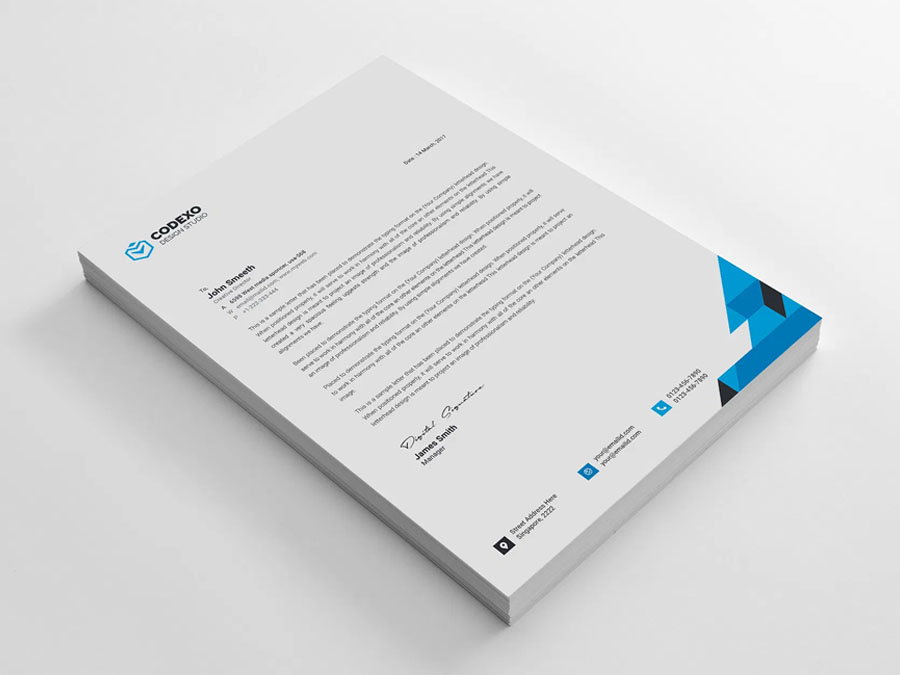 CODEXO
DESIGN STUDIO
Date : 14 March, 2017
To,
John Smeeth
Creative Director
A 4098 West media sponsor, usa-568
W email@mailid.com, www.myweb.com
P +1-222-333-444
This is a sample letter that has been placed to demonstrate the typing format on the (Your Company) letterhead design.
When positioned properly, it will serve to work in harmony with all of the core an other elements on the letterhead This
letterhead design is meant to project an image of professionalism and reliability. By using simple alignments we have
created a very spacious feeling uggests strength and the image of professionalism and reliability. By using simple
alignments we have.
Been placed to demonstrate the typing format on the (Your Company) letterhead design. When positioned properly, it will
serve to work in harmony with all of the core an other elements on the letterhead This letterhead design is meant to project
an image of professionalism and reliability. By using simple alignments we have created.
Placed to demonstrate the typing format on the (Your Company) letterhead design. When positioned properly, it will serve
to work in harmony with all of the core an other elements on the letterhead This letterhead design is meant to project an
image.
This is a sample letter that has been placed to demonstrate the typing format on the (Your Company) letterhead design.
When positioned properly, it will serve to work in harmony with all of the core an other elements on the letterhead This
letterhead design is meant to project an image of professionalism and reliability.
Digital Signature
James Smith
Manager
Street Address Here
Singapore, 2222
your@emailid.com
your@emailid.com
0123-456-7890
0123-456-7890